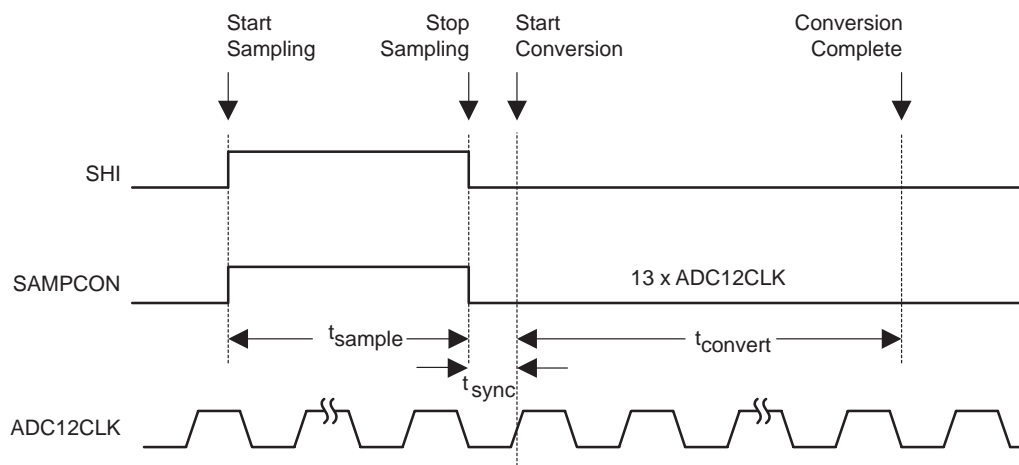 Start
Sampling
Stop
Sampling
Start
Conversion
Conversion
Complete
SHI
SAMPCON
13 x ADC12CLK
tsample
tconvert
tsync
ADC12CLK